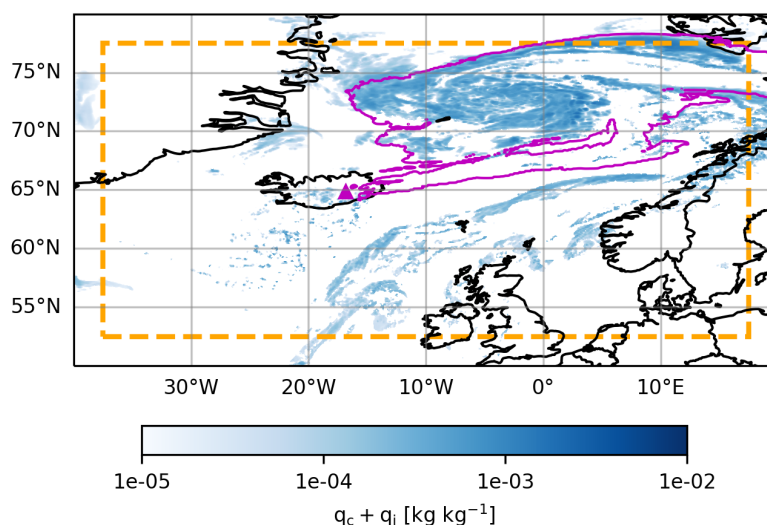 75°N
70°N
65°N
60°N
55°N
30°W 20°W 10°W 0° 10°E
1e-05 1e-04 1e-03 1e-02
q_c + q_i [kg kg⁻¹]